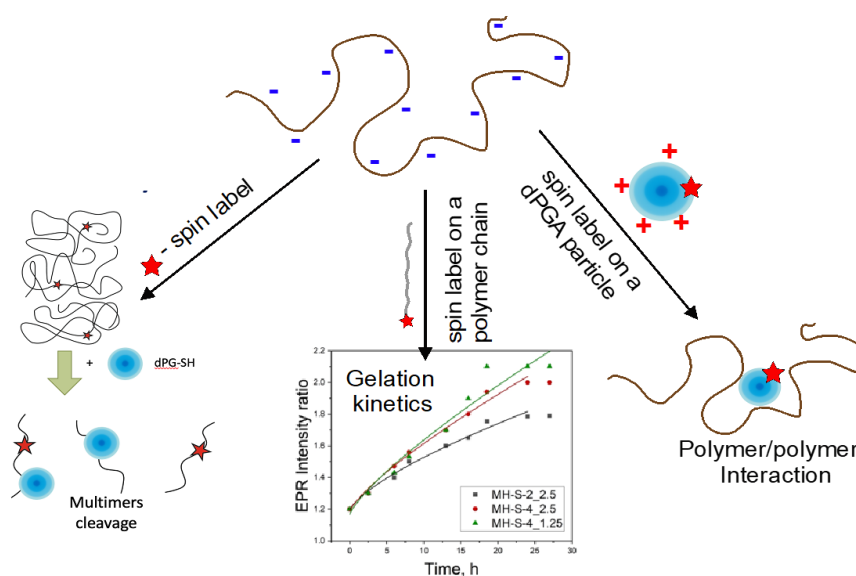 - spin label
spin label on a
polymer chain
spin label on a
dPGA particle
+
dPG-SH
Multimers
cleavage
Gelation
kinetics
EPR Intensity ratio
2.2
2.0
1.8
1.6
1.4
1.2
1.0
0
5
10
15
20
25
30
Time, h
MH-S-2_2.5
MH-S-4_2.5
MH-S-4_1.25
Polymer/polymer
Interaction